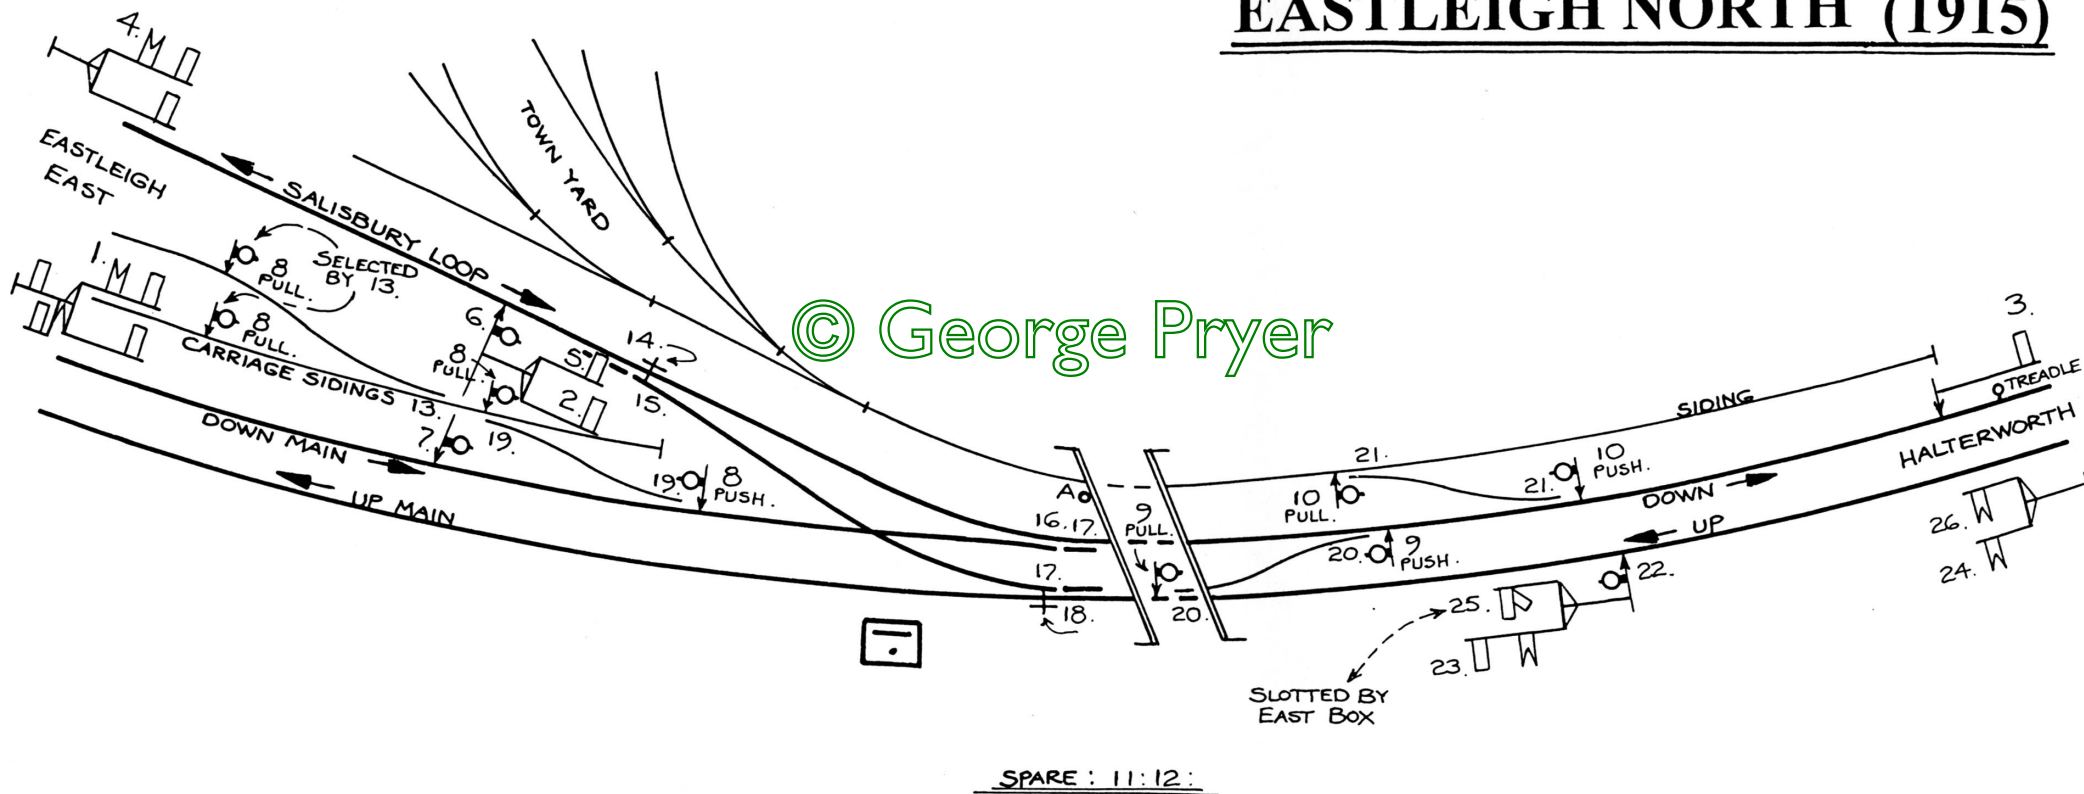 EASTLEIGH NORTH (1915)
4. M
EASTLEIGH
EAST
SALISBURY LOOP
TOWN YARD
1. M
8
PULL.
SELECTED
BY 13.
8
PULL.
CARRIAGE SIDINGS 13.
6.
8
PULL.
5.
2.
14.
15.
DOWN MAIN
7.
19.
19.
8
PUSH.
UP MAIN
A
16. 17.
17.
18.
9
PULL.
20.
© George Pryer
21.
10
PULL.
21.
10
PUSH.
20.
9
PUSH.
SIDING
3.
TREADLE
HALTERWORTH
DOWN
UP
22.
25.
23.
26.
24.
SLOTTED BY
EAST BOX
SPARE : 11:12: